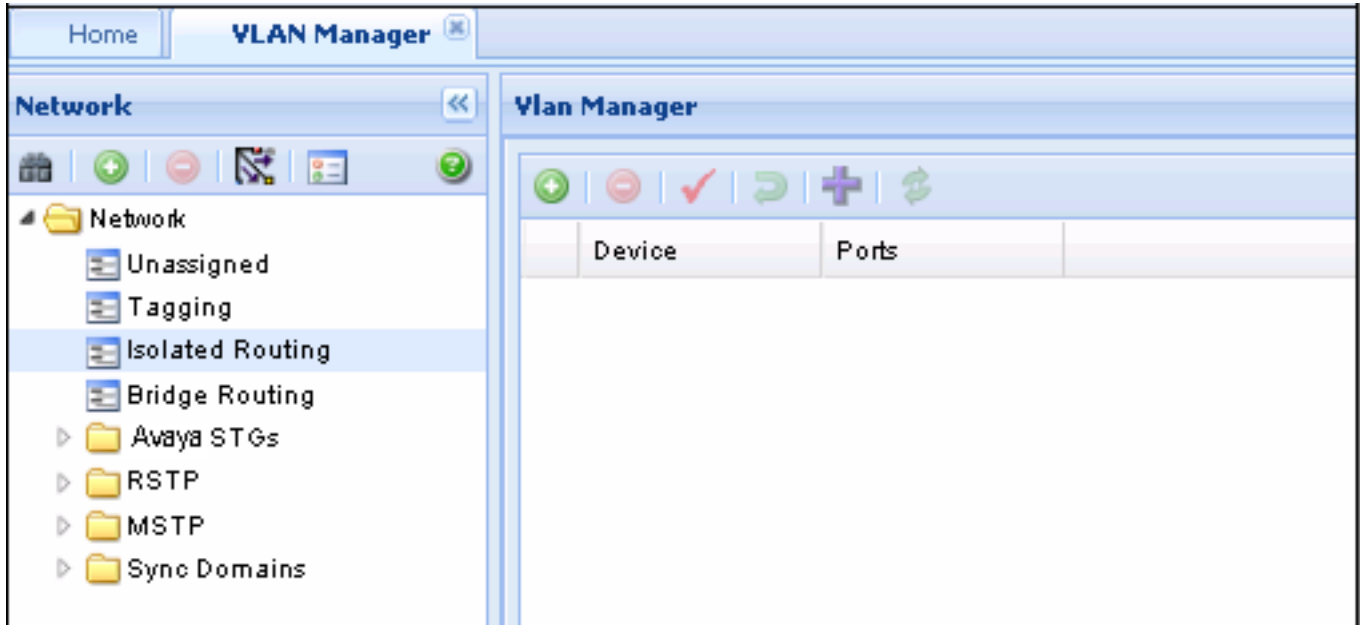 Home
VLAN Manager
Network
Vlan Manager
Network
Unassigned
Tagging
Isolated Routing
Bridge Routing
Avaya STGs
RSTP
MSTP
Sync Domains
Device
Ports